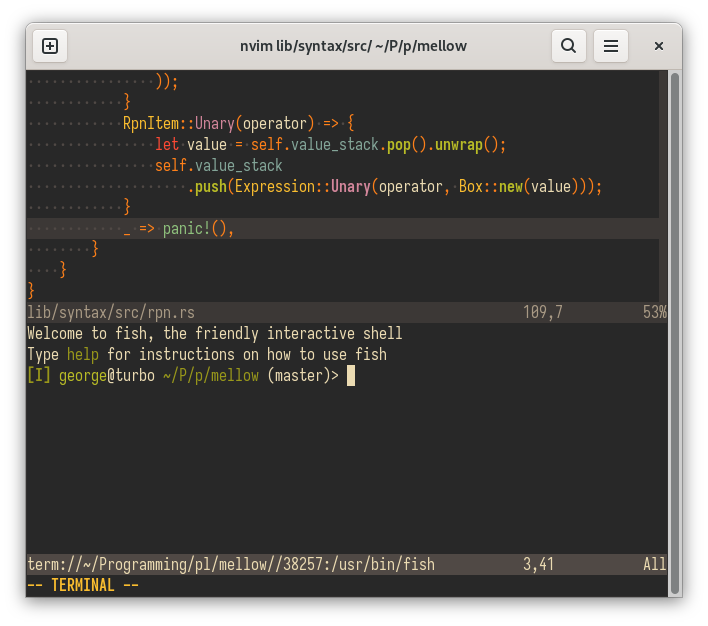 nvim lib/syntax/src/ ~/P/p/mellow
················));
············}
············RpnItem::Unary(operator)·=>·{
················let·value·=·self.value_stack.pop().unwrap();
················self.value_stack
····················.push(Expression::Unary(operator,·Box::new(value)));
············}
············_·=>·panic!(),
········}
····}
}
lib/syntax/src/rpn.rs 109,7 53%
Welcome to fish, the friendly interactive shell
Type help for instructions on how to use fish
[I] george@turbo ~/P/p/mellow (master)>
term://~/Programming/pl/mellow//38257:/usr/bin/fish 3,41 All
-- TERMINAL --